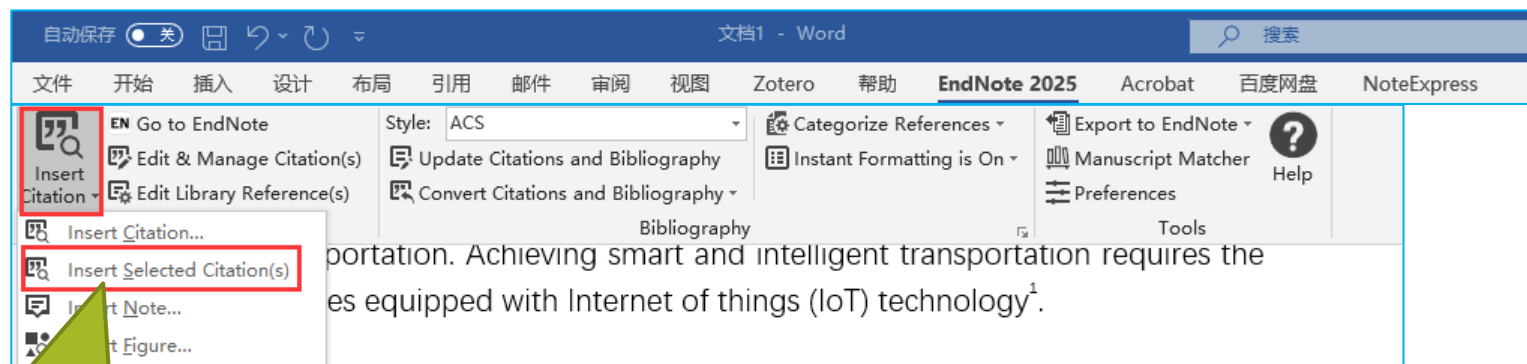 自动保存 关 文档1 - Word 搜索
文件 开始 插入 设计 布局 引用 邮件 审阅 视图 Zotero 帮助 EndNote 2025 Acrobat 百度网盘 NoteExpress
Insert Citation
EN Go to EndNote
Edit & Manage Citation(s)
Edit Library Reference(s)
Style: ACS
Update Citations and Bibliography
Convert Citations and Bibliography
Categorize References
Instant Formatting is On
Bibliography
Export to EndNote
Manuscript Matcher
Preferences
Help
Tools
Insert Citation...
Insert Selected Citation(s)
Note...
Figure...
portation. Achieving smart and intelligent transportation requires the
es equipped with Internet of things (IoT) technology¹.